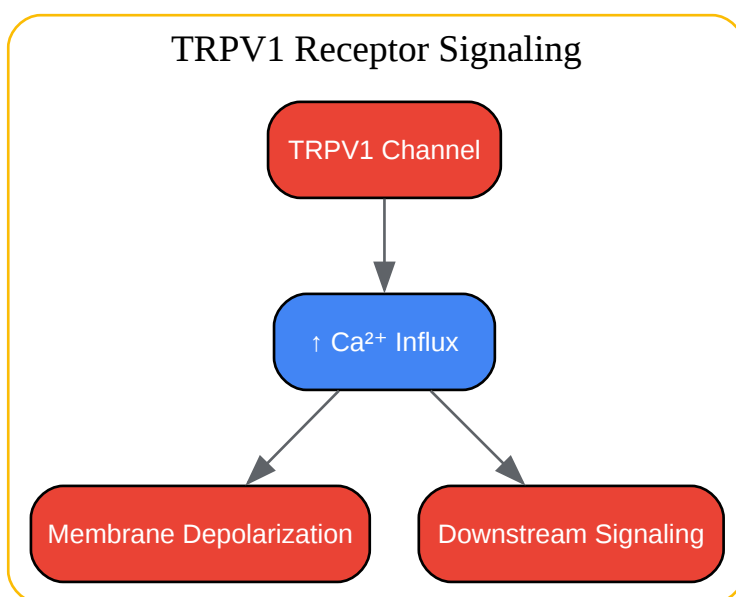 TRPV1 Receptor Signaling
TRPV1 Channel
↑ Ca²⁺ Influx
Membrane Depolarization
Downstream Signaling